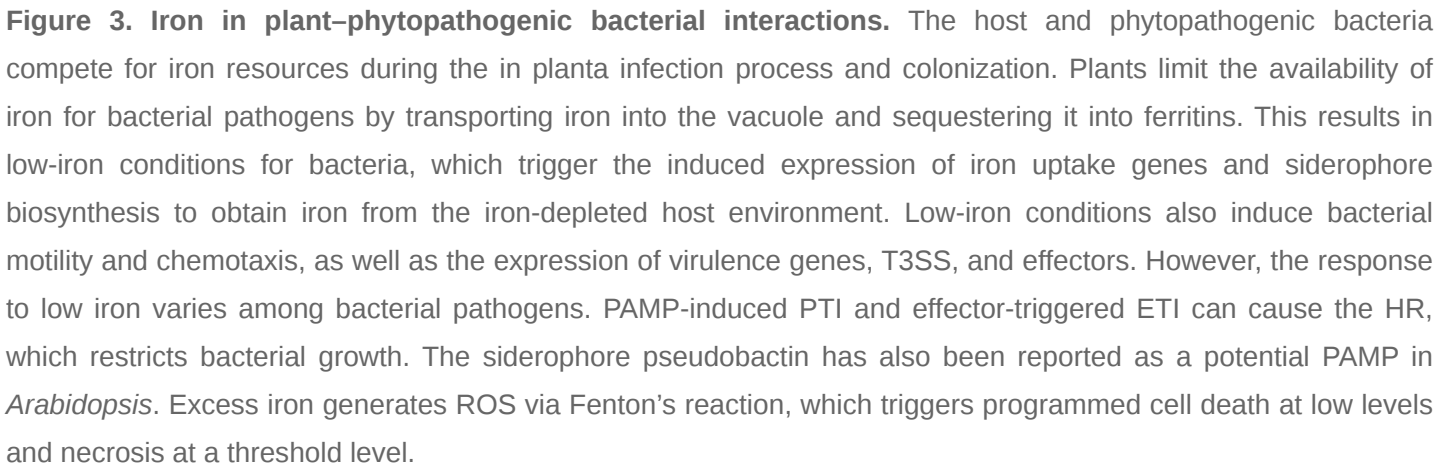 Figure 3. Iron in plant–phytopathogenic bacterial interactions. The host and phytopathogenic bacteria
compete for iron resources during the in planta infection process and colonization. Plants limit the availability of
iron for bacterial pathogens by transporting iron into the vacuole and sequestering it into ferritins. This results in
low-iron conditions for bacteria, which trigger the induced expression of iron uptake genes and siderophore
biosynthesis to obtain iron from the iron-depleted host environment. Low-iron conditions also induce bacterial
motility and chemotaxis, as well as the expression of virulence genes, T3SS, and effectors. However, the response
to low iron varies among bacterial pathogens. PAMP-induced PTI and effector-triggered ETI can cause the HR,
which restricts bacterial growth. The siderophore pseudobactin has also been reported as a potential PAMP in
Arabidopsis. Excess iron generates ROS via Fenton’s reaction, which triggers programmed cell death at low levels
and necrosis at a threshold level.